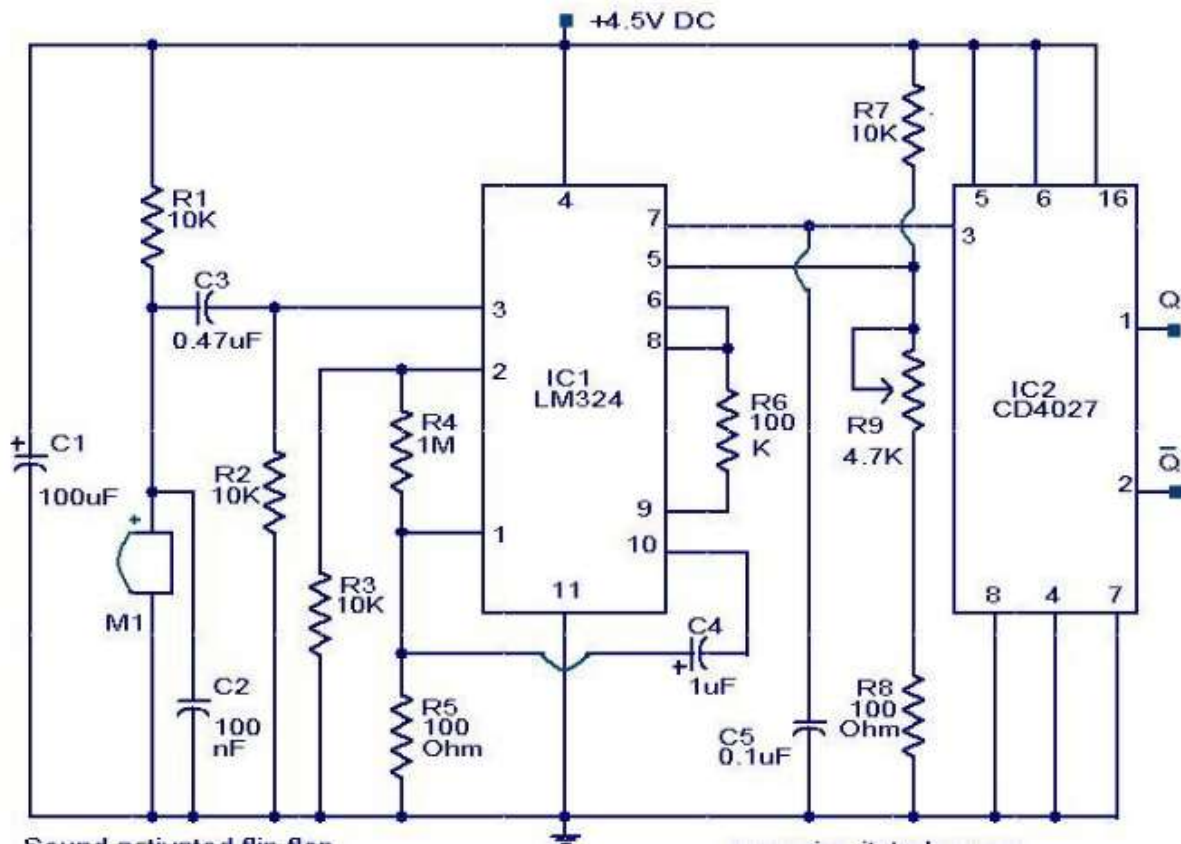 +4.5V DC
R7
10K
R1
10K
4
5
6
16
7
3
5
C3
0.47uF
3
6
8
Q
1
2
IC1
LM324
R4
1M
R6
100
K
IC2
CD4027
R9
4.7K
C1
+
100uF
R2
10K
Q̅
2
9
1
10
+
M1
R3
10K
11
8
4
7
C4
+
1uF
C2
100
nF
R5
100
Ohm
C5
0.1uF
R8
100
Ohm
Sound activated flip flop